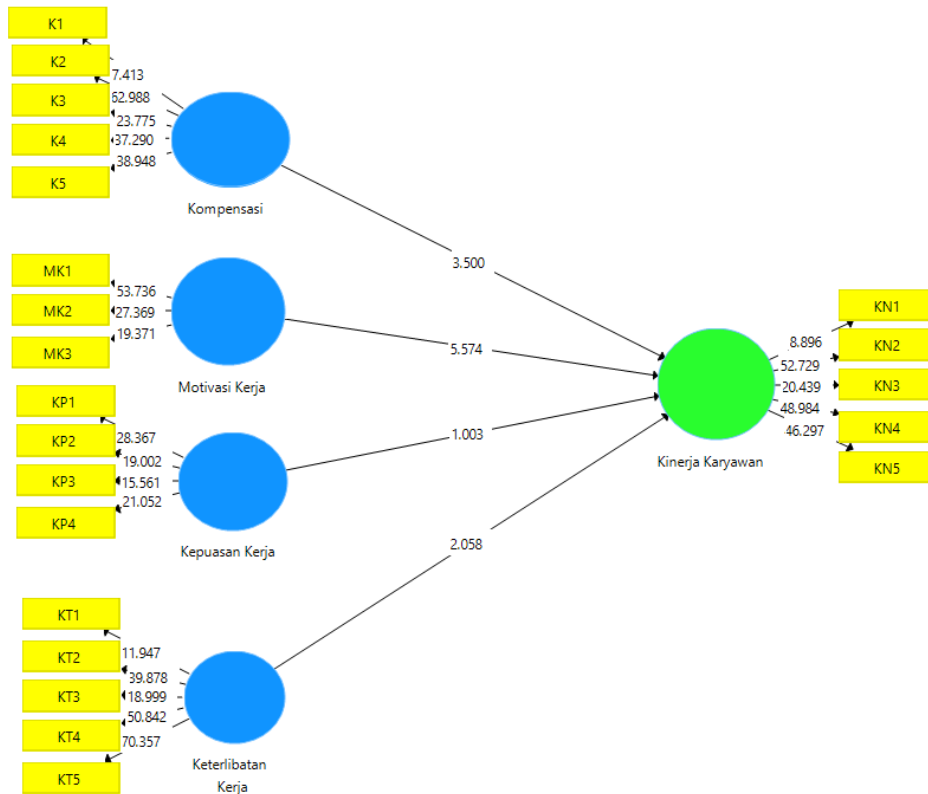 K1
K2
K3
K4
K5
7.413
62.988
23.775
37.290
38.948
Kompensasi
3.500
MK1
MK2
MK3
53.736
27.369
19.371
Motivasi Kerja
5.574
KP1
KP2
KP3
KP4
28.367
19.002
15.561
21.052
Kepuasan Kerja
1.003
KT1
KT2
KT3
KT4
KT5
11.947
39.878
18.999
50.842
70.357
Keterlibatan
Kerja
2.058
Kinerja Karyawan
8.896
52.729
20.439
48.984
46.297
KN1
KN2
KN3
KN4
KN5